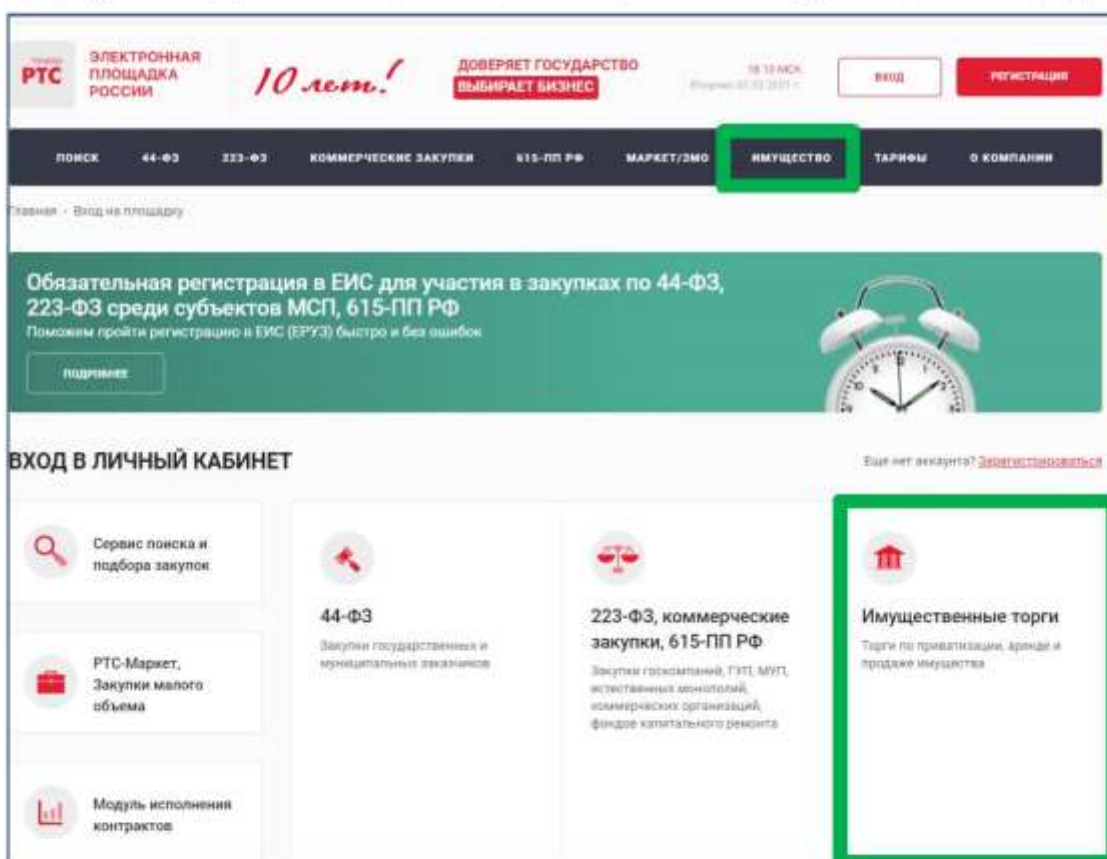 РТС
ЭЛЕКТРОННАЯ
ПЛОЩАДКА
РОССИИ
10 лет!
ДОВЕРЯЕТ ГОСУДАРСТВО
ВЫБИРАЕТ БИЗНЕС
ВХОД
РЕГИСТРАЦИЯ
ПОИСК 44-ФЗ 223-ФЗ КОММЕРЧЕСКИЕ ЗАКУПКИ 615-ПП РФ МАРКЕТ/ЗМО ИМУЩЕСТВО ТАРИФЫ О КОМПАНИИ
Главная - Вход на площадку
Обязательная регистрация в ЕИС для участия в закупках по 44-ФЗ,
223-ФЗ среди субъектов МСП, 615-ПП РФ
Поможем пройти регистрацию в ЕИС (ЕРУЗ) быстро и без ошибок
ПОДРОБНЕЕ
ВХОД В ЛИЧНЫЙ КАБИНЕТ
Еще нет аккаунта? Зарегистрироваться
Сервис поиска и
подбора закупок
РТС-Маркет,
Закупки малого
объема
Модуль исполнения
контрактов
44-ФЗ
Закупки государственных и
муниципальных заказчиков
223-ФЗ, коммерческие
закупки, 615-ПП РФ
Закупки госкомпаний, ГУП, МУП,
естественных монополий,
коммерческих организаций,
фондов капитального ремонта
Имущественные торги
Торги по приватизации, аренде и
продаже имущества